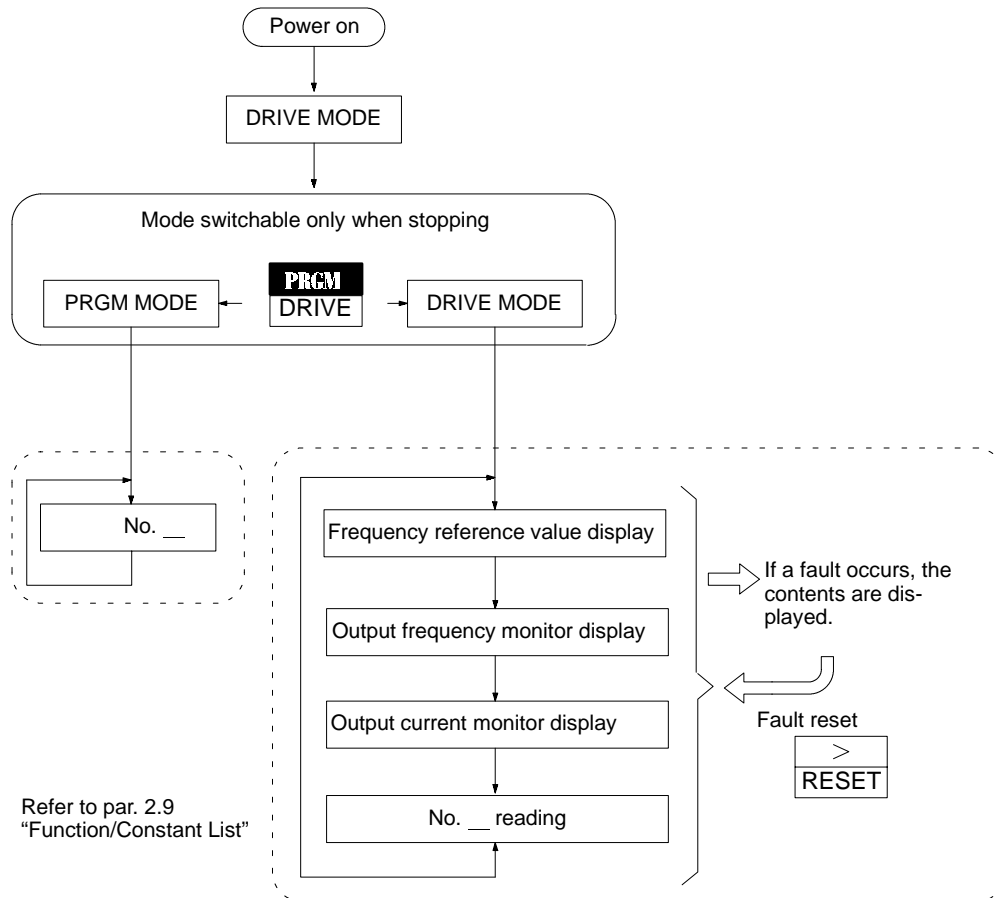 Power on
DRIVE MODE
Mode switchable only when stopping
PRGM MODE
PRGM
DRIVE
DRIVE MODE
No. __
Frequency reference value display
Output frequency monitor display
Output current monitor display
No. __ reading
If a fault occurs, the
contents are dis-
played.
Fault reset
>
RESET
Refer to par. 2.9
“Function/Constant List”